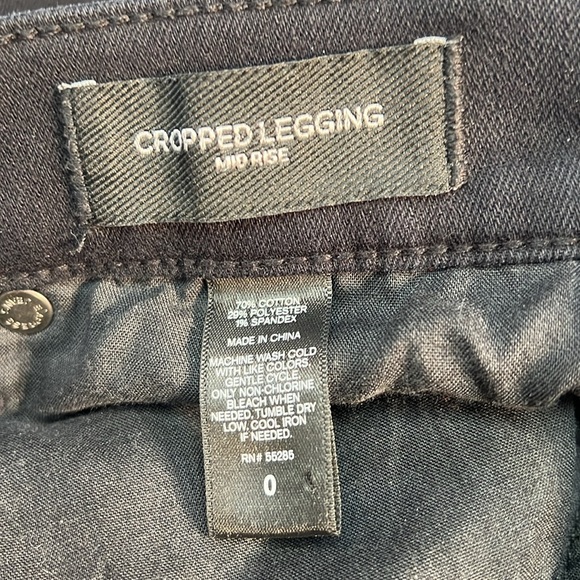 CROPPED LEGGING
MID RISE
70% COTTON
29% POLYESTER
1% SPANDEX
MADE IN CHINA
MACHINE WASH COLD
WITH LIKE COLORS
GENTLE CYCLE
ONLY NON-CHLORINE
BLEACH WHEN
NEEDED, TUMBLE DRY
LOW. COOL IRON
IF NEEDED.
RN# 55285
0